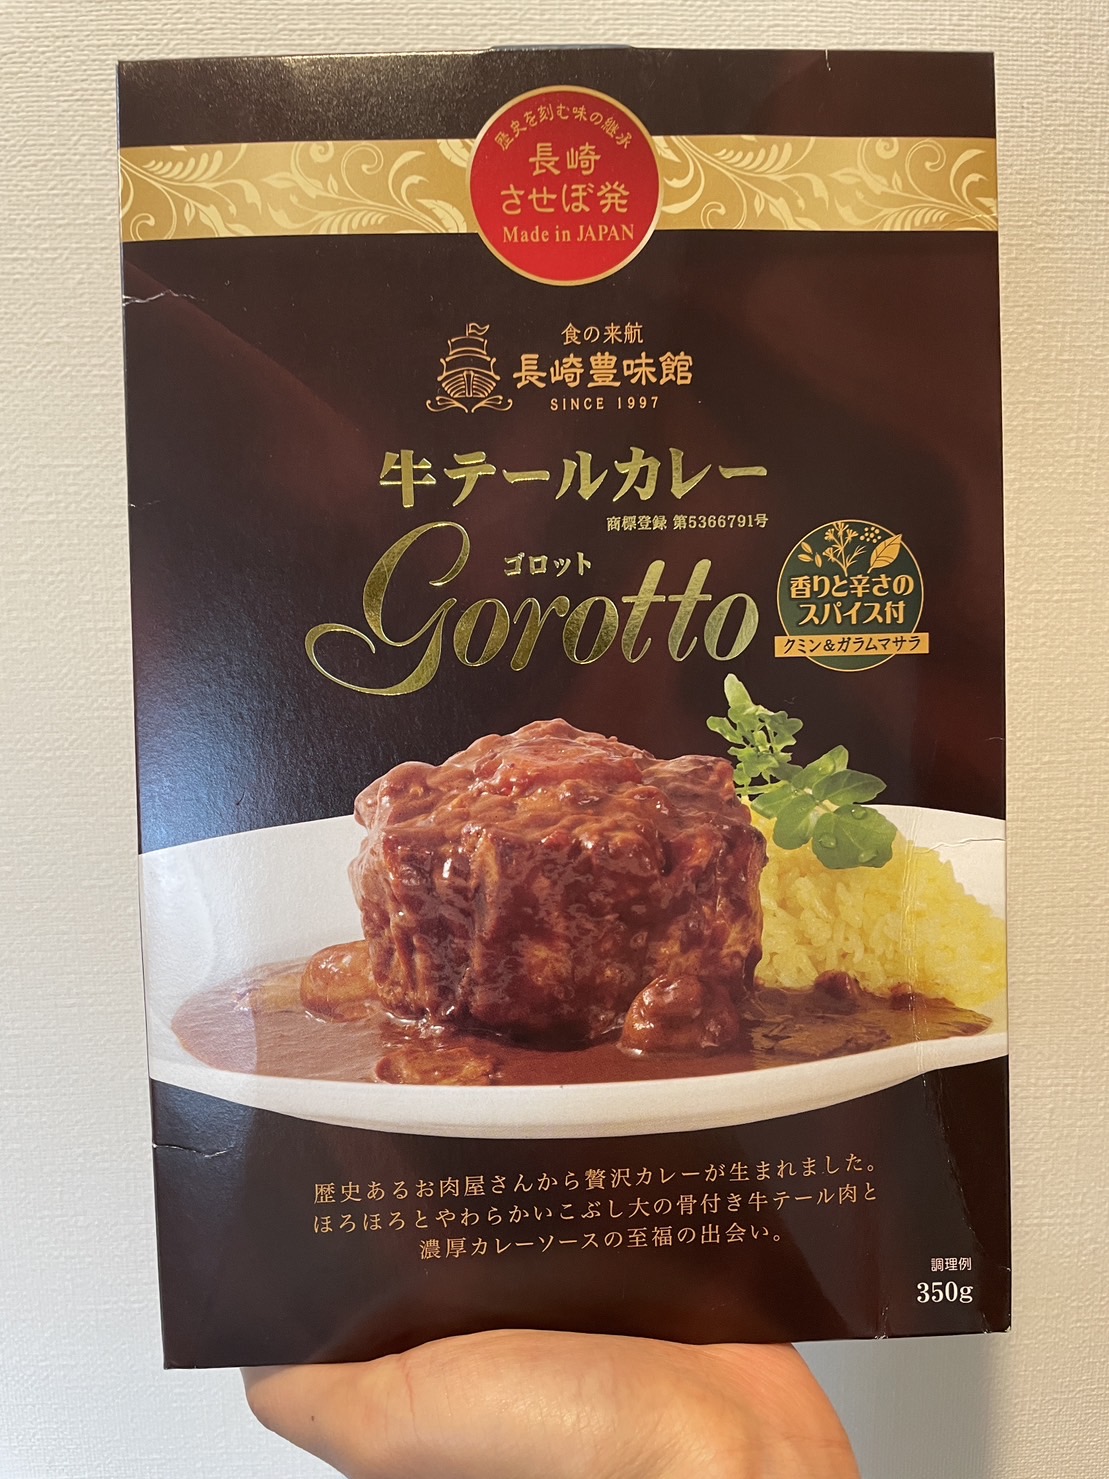 歴史を刻む味の継承
長崎
させぼ発
Made in JAPAN
食の来航
長崎豊味館
SINCE 1997
牛テールカレー
商標登録 第5366791号
ゴロット
Gorotto
香りと辛さの
スパイス付
クミン&ガラムマサラ
歴史あるお肉屋さんから贅沢カレーが生まれました。
ほろほろとやわらかいこぶし大の骨付き牛テール肉と
濃厚カレーソースの至福の出会い。
調理例
350g